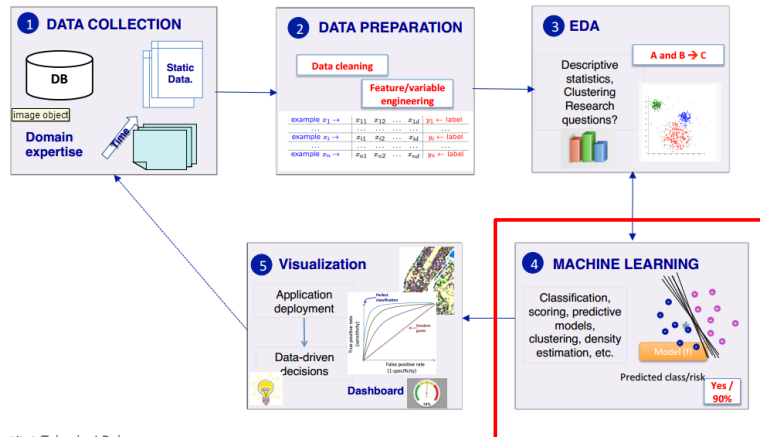 1 DATA COLLECTION
DB
Static
Data.
image object
Domain
expertise
Time
2 DATA PREPARATION
Data cleaning
Feature/variable
engineering
example x₁ → x₁₁ x₁₂ ... x₁d y₁ ← label
... ... ... ... ... ...
example xᵢ → xᵢ₁ xᵢ₂ ... xᵢd yᵢ ← label
... ... ... ... ... ...
example xₙ → xₙ₁ xₙ₂ ... xₙd yₙ ← label
3 EDA
A and B → C
Descriptive
statistics,
Clustering
Research
questions?
4 MACHINE LEARNING
Classification,
scoring, predictive
models,
clustering, density
estimation, etc.
Model (f)
Predicted class/risk
Yes /
90%
5 Visualization
Application
deployment
Data-driven
decisions
Perfect
classification
Random
guess
True positive rate
(sensitivity)
False positive rate
(1-specificity)
Dashboard